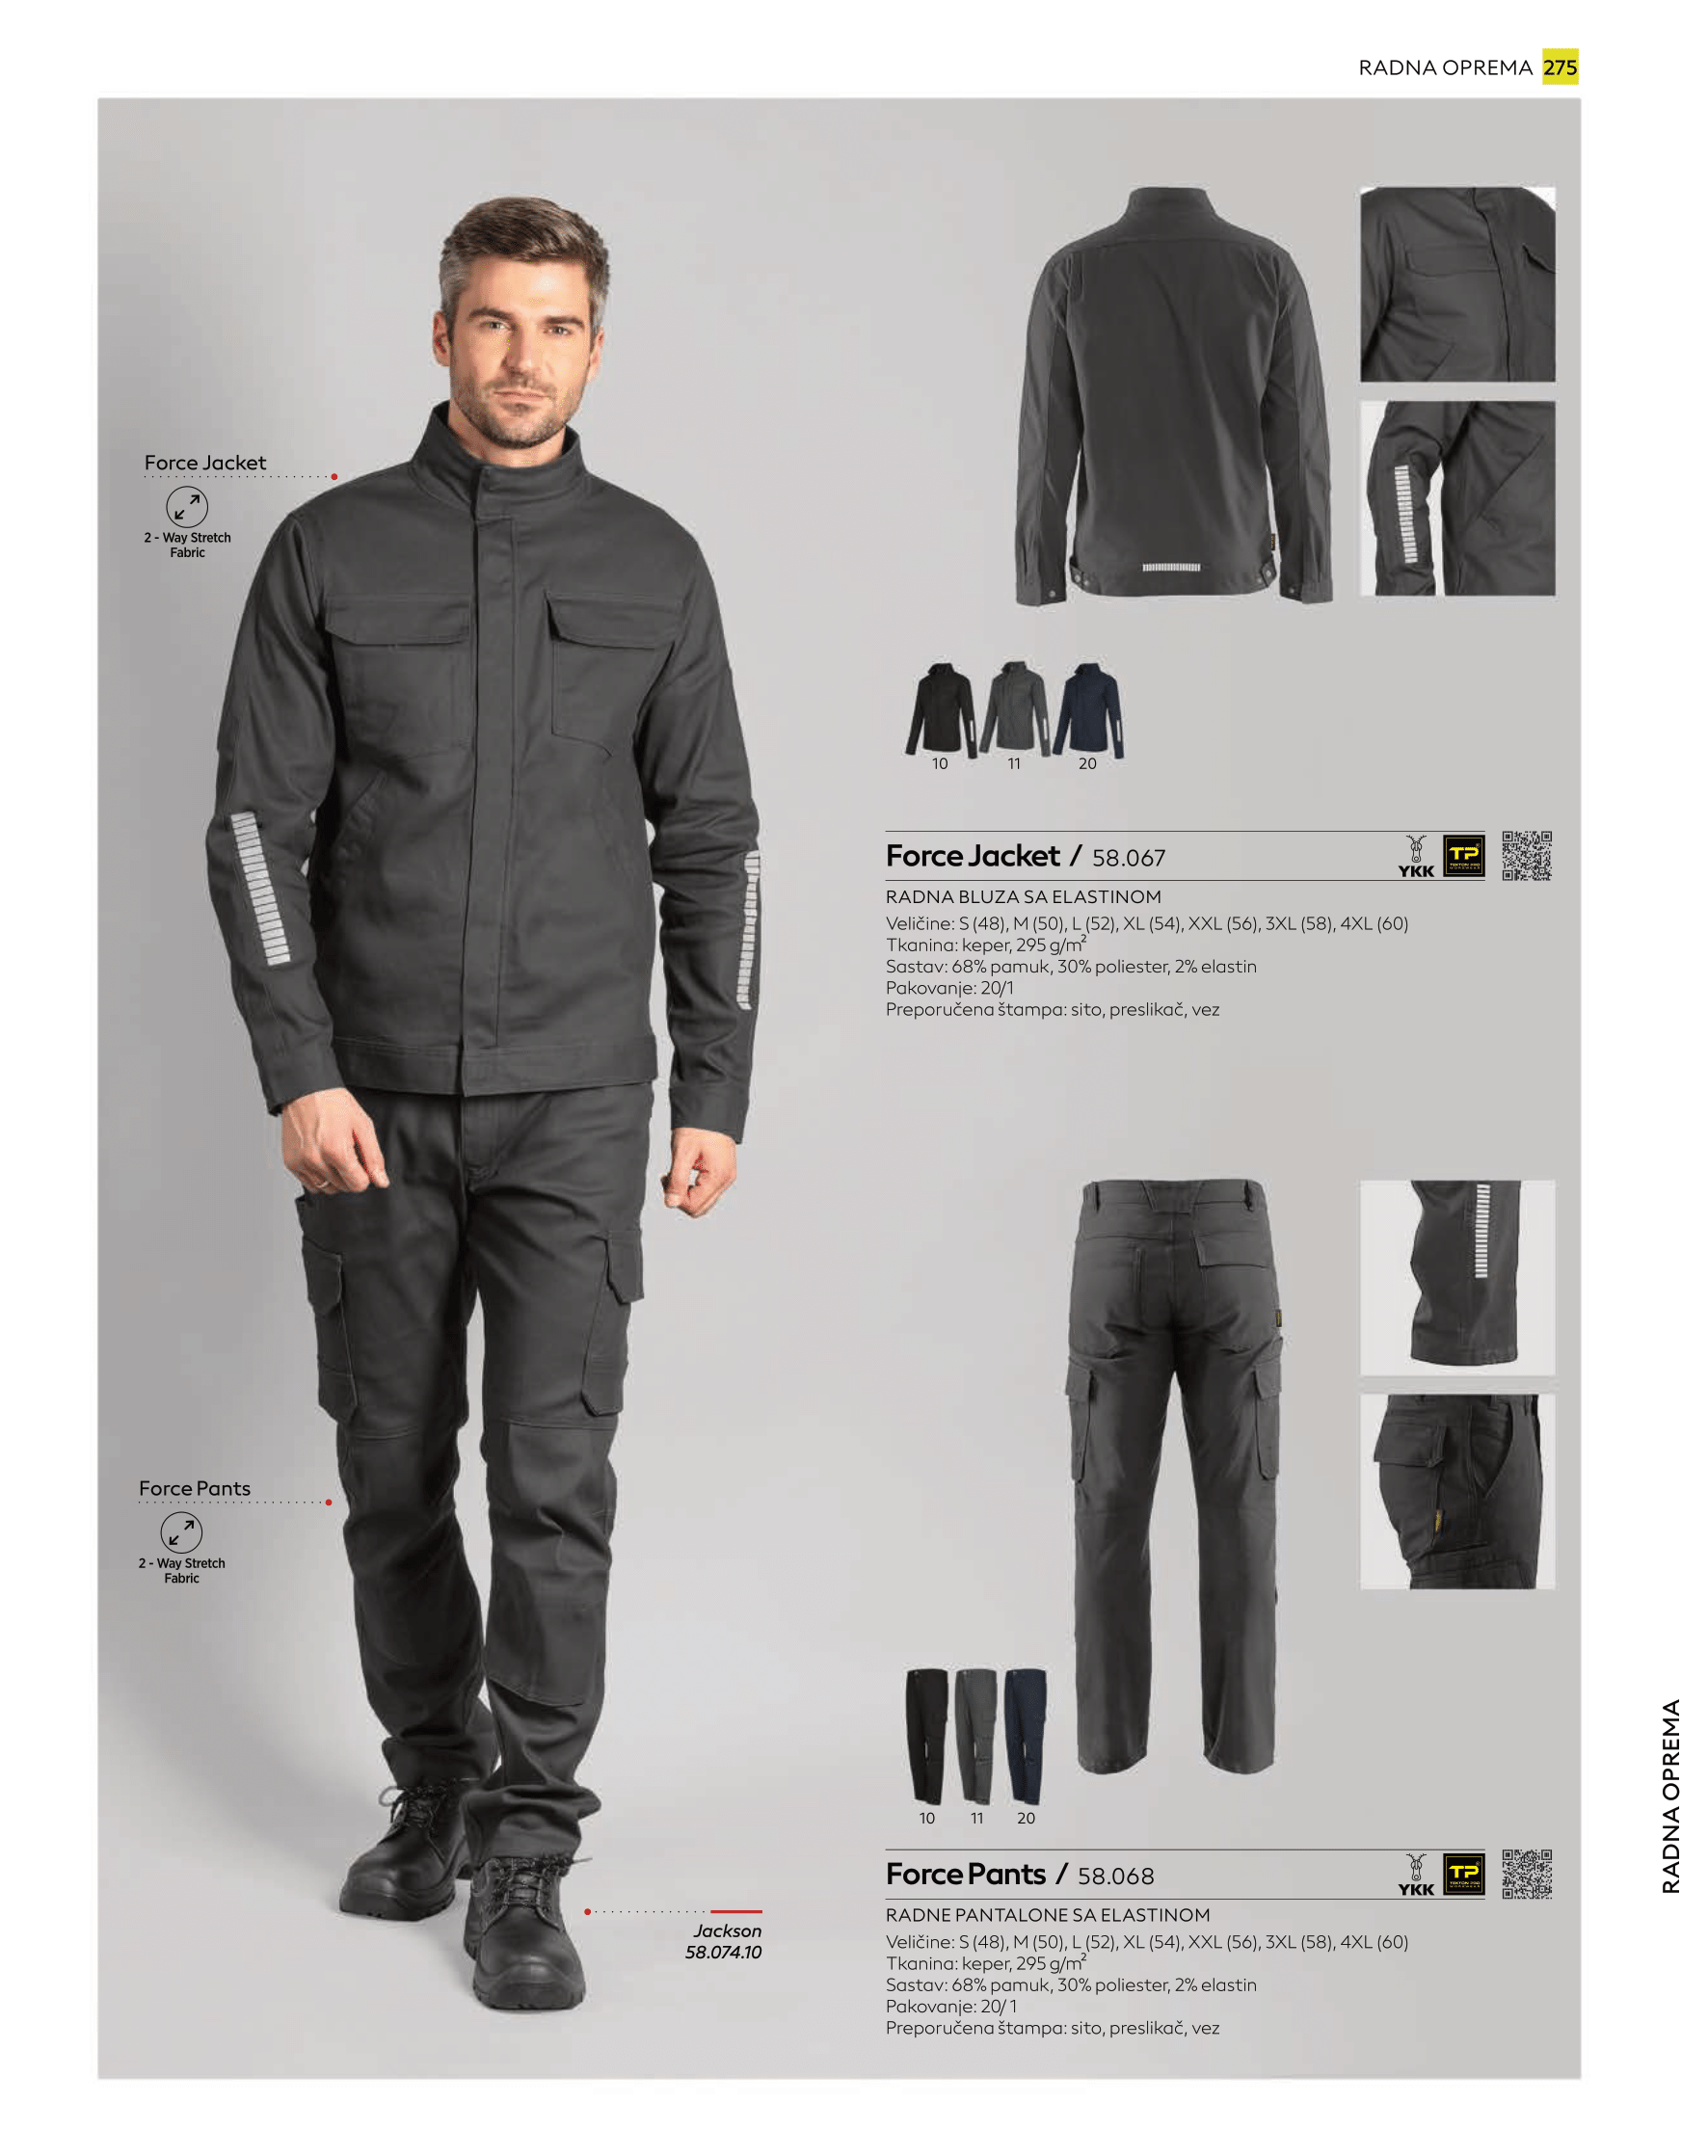 RADNA OPREMA 275
Force Jacket
2 - Way Stretch
Fabric
10 11 20
Force Jacket / 58.067
YKK
TP
RADNA BLUZA SA ELASTINOM
Veličine: S (48), M (50), L (52), XL (54), XXL (56), 3XL (58), 4XL (60)
Tkanina: keper, 295 g/m²
Sastav: 68% pamuk, 30% poliester, 2% elastin
Pakovanje: 20/1
Preporučena štampa: sito, preslikač, vez
Force Pants
2 - Way Stretch
Fabric
10 11 20
Force Pants / 58.068
YKK
TP
RADNE PANTALONE SA ELASTINOM
Veličine: S (48), M (50), L (52), XL (54), XXL (56), 3XL (58), 4XL (60)
Tkanina: keper, 295 g/m²
Sastav: 68% pamuk, 30% poliester, 2% elastin
Pakovanje: 20/1
Preporučena štampa: sito, preslikač, vez
Jackson
58.074.10
RADNA OPREMA